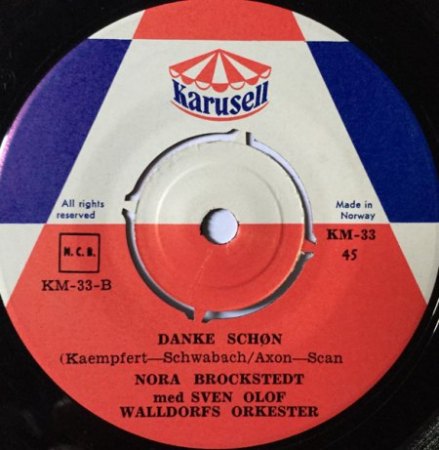 Karusell
All rights
reserved
Made in
Norway
N. C. B.
KM-33-B
KM-33
45
DANKE SCHØN
(Kaempfert—Schwabach/Axon—Scan
NORA BROCKSTEDT
med SVEN OLOF
WALLDORFS ORKESTER